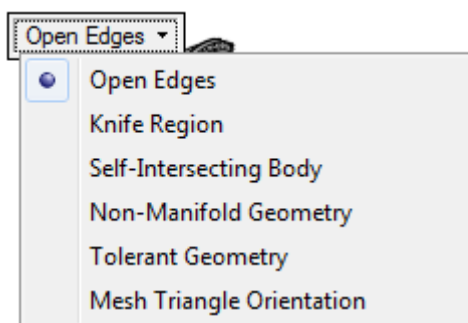 Open Edges
Open Edges
Knife Region
Self-Intersecting Body
Non-Manifold Geometry
Tolerant Geometry
Mesh Triangle Orientation